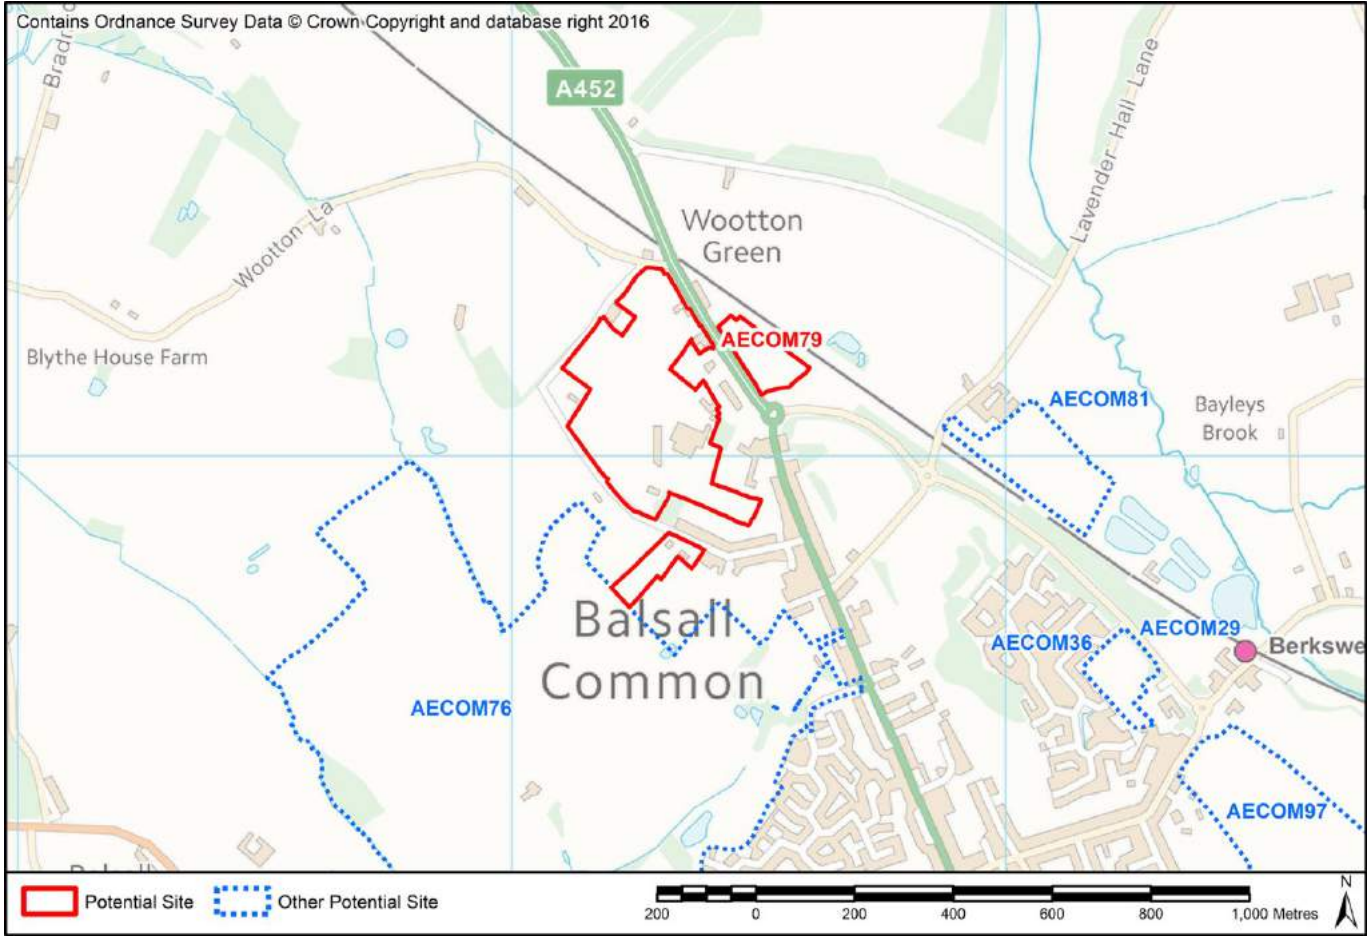 Contains Ordnance Survey Data © Crown Copyright and database right 2016
A452
Lavender Hall Lane
Wootton
Green
Wootton La
AECOM79
Blythe House Farm
AECOM81
Bayleys
Brook
Balsall
Common
AECOM36
AECOM29
Berkswe
AECOM76
AECOM97
Potential Site
Other Potential Site
200 0 200 400 600 800 1,000 Metres
N